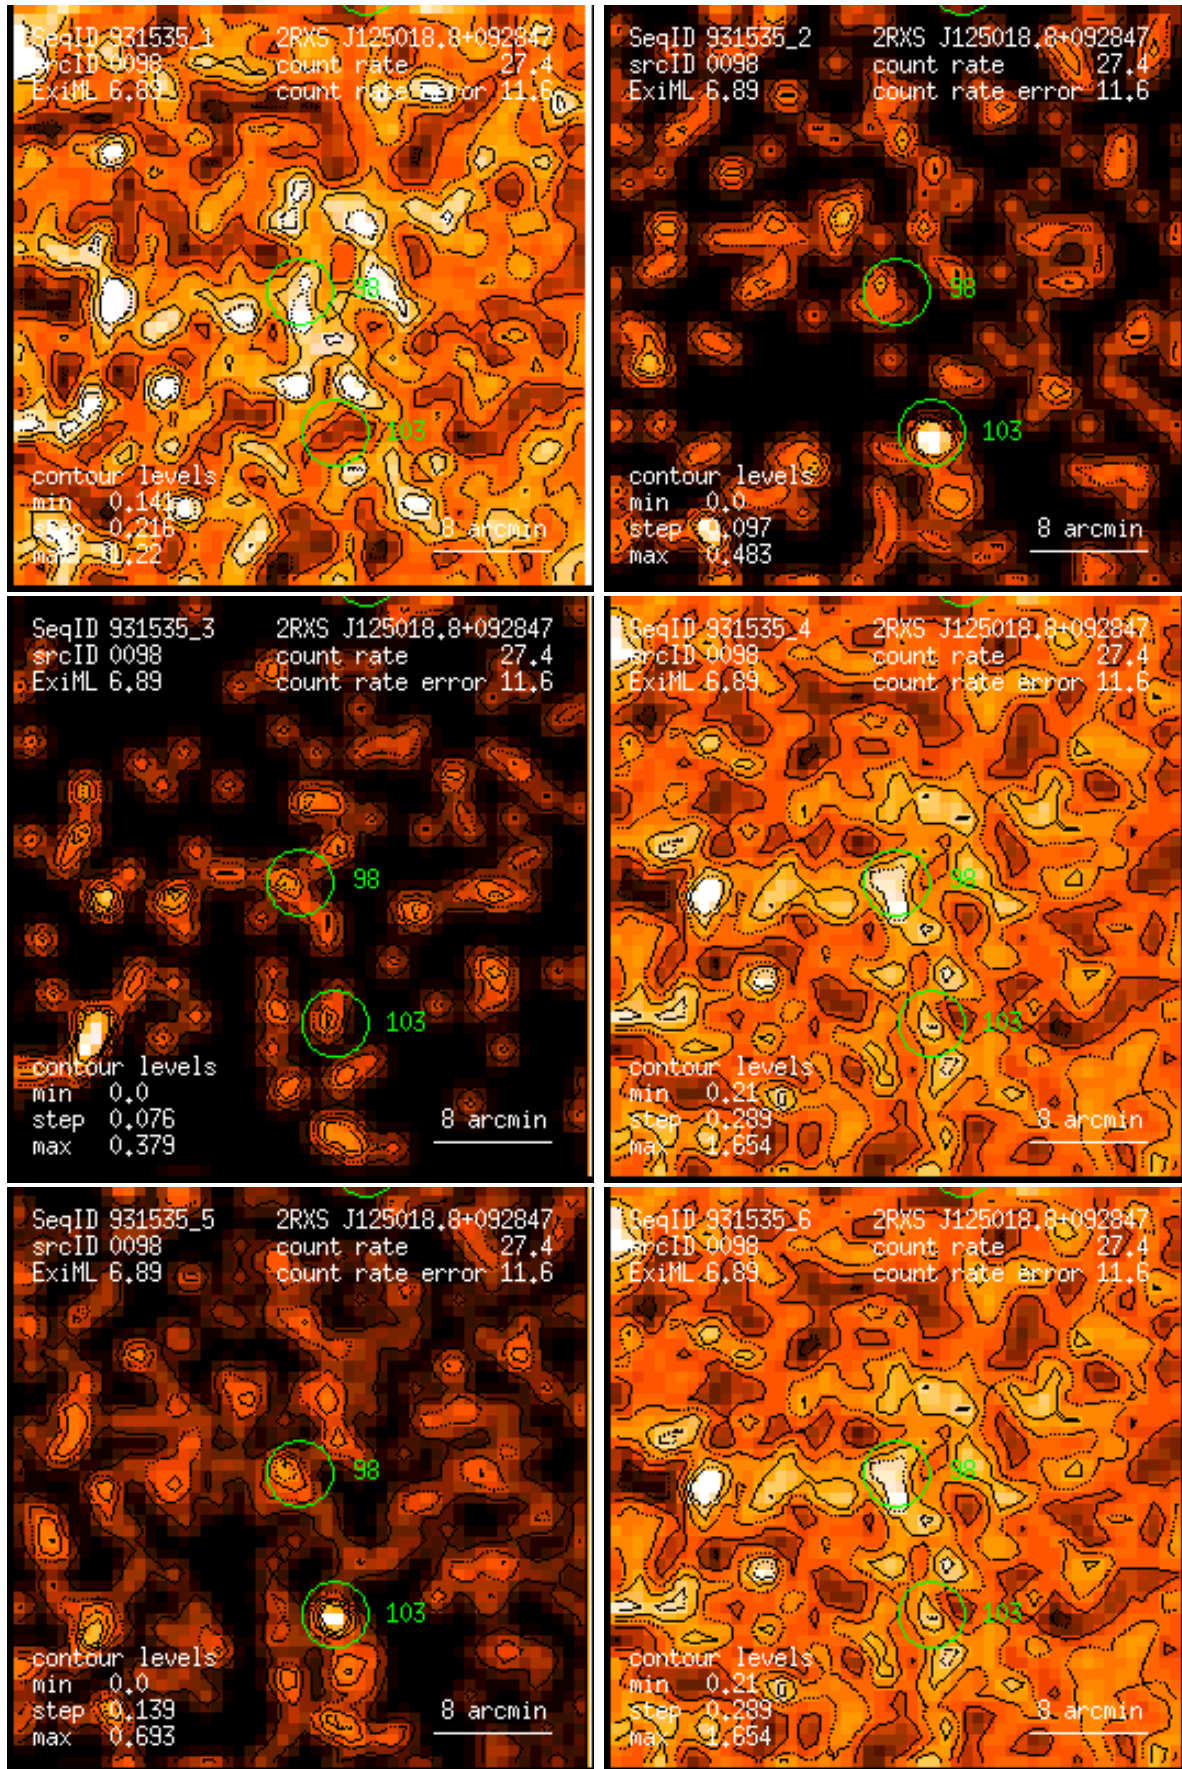 SeqID 931535_1 2RXS J125018.8+092847
srcID 0098 count rate 27.4
ExiML 6.89 count rate error 11.6
98
103
contour levels
min 0.141
step 0.216
max 1.22
8 arcmin
SeqID 931535_2 2RXS J125018.8+092847
srcID 0098 count rate 27.4
ExiML 6.89 count rate error 11.6
98
103
contour levels
min 0.0
step 0.097
max 0.483
8 arcmin
SeqID 931535_3 2RXS J125018.8+092847
srcID 0098 count rate 27.4
ExiML 6.89 count rate error 11.6
98
103
contour levels
min 0.0
step 0.076
max 0.379
8 arcmin
SeqID 931535_4 2RXS J125018.8+092847
srcID 0098 count rate 27.4
ExiML 6.89 count rate error 11.6
98
103
contour levels
min 0.21
step 0.289
max 1.654
8 arcmin
SeqID 931535_5 2RXS J125018.8+092847
srcID 0098 count rate 27.4
ExiML 6.89 count rate error 11.6
98
103
contour levels
min 0.0
step 0.139
max 0.693
8 arcmin
SeqID 931535_6 2RXS J125018.8+092847
srcID 0098 count rate 27.4
ExiML 6.89 count rate error 11.6
98
103
contour levels
min 0.21
step 0.289
max 1.654
8 arcmin